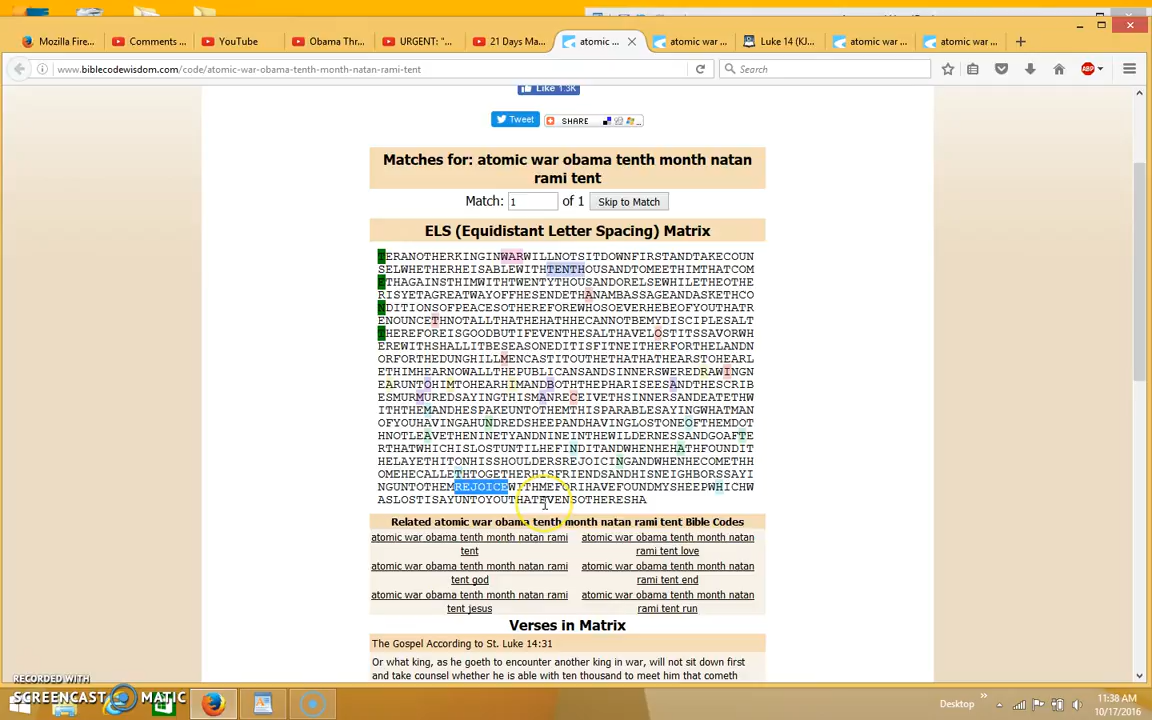 Mozilla Fire...
Comments ...
YouTube
Obama Thr...
URGENT: "...
21 Days Ma...
atomic ...
atomic war ...
Luke 14 (KJ...
atomic war ...
atomic war ...
www.biblecodewisdom.com/code/atomic-war-obama-tenth-month-natan-rami-tent
Search
ABP
Like 1.3K
Tweet
SHARE
Matches for: atomic war obama tenth month natan
rami tent
Match: 1 of 1 Skip to Match
ELS (Equidistant Letter Spacing) Matrix
TERANOTHERKINGINWARWILLNOTSITDOWNFIRSTANDTAKECOUN
SELWHETHERHEISABLEWITHTENTHOUSANDTOMEETHIMTHATCOM
ETHAGAINSTHIMWITHTWENTYTHOUSANDORELSEWHILETHEOTHE
RISYETAGREATWAYOFFHESENDETHANAMBASSAGEANDASKETHCO
NDITIONSOFPEACESOTHEREFOREWHOSOEVERHEBEOFYOUTHATR
ENOUNCETHNOTALLTHATHEHATHHECANNOTBEMYDISCIPLESALT
THEREFOREISGOODBUTIFEVENTHESALTHAVELOSTITSSAVORWH
EREWITHSHALLITBESEASONEDITISFITNEITHERFORTHELANDN
ORFORTHEDUNGHILLMENCASTITOUTHETHATHATHEARSTOHEARL
ETHIMHEARNOWALLTHEPUBLICANSANDSINNERSWEREDRAWINGN
EARUNTOHIMTOHEARHIMANDBOTHTHEPHARISEESANDTHESCRIB
ESMURMUREDSAYINGTHISMANRECEIVETHSINNERSANDEATETHW
ITHTHEMANDHESPAKEUNTOTHEMTHISPARABLESAYINGWHATMAN
OFYOUHAVINGAHUNDREDSHEEPANDHAVINGLOSTONEOFTHEMDOT
HNOTLEAVETHENINETYANDNINEINTHEWILDERNESSANDGOAFTE
RTHATWHICHISLOSTUNTILHEFINDITANDWHENHEHATHFOUNDIT
HELAYETHITONHISSHOULDERSREJOICINGANDWHENHECOMETHH
OMEHECALLETHTOGETHERHISFRIENDSANDHISNEIGHBORSSAYI
NGUNTOTHEMREJOICEWITHMEFORIHAVEFOUNDMYSHEEPWHICHW
ASLOSTISAYUNTOYOUTHATEVENSOTHERESHA
Related atomic war obama tenth month natan rami tent Bible Codes
atomic war obama tenth month natan rami
tent
atomic war obama tenth month natan
rami tent love
atomic war obama tenth month natan rami
tent god
atomic war obama tenth month natan
rami tent end
atomic war obama tenth month natan rami
tent jesus
atomic war obama tenth month natan
rami tent run
Verses in Matrix
The Gospel According to St. Luke 14:31
Or what king, as he goeth to encounter another king in war, will not sit down first
and take counsel whether he is able with ten thousand to meet him that cometh
RECORDED WITH
SCREENCAST MATIC
Desktop
11:38 AM
10/17/2016